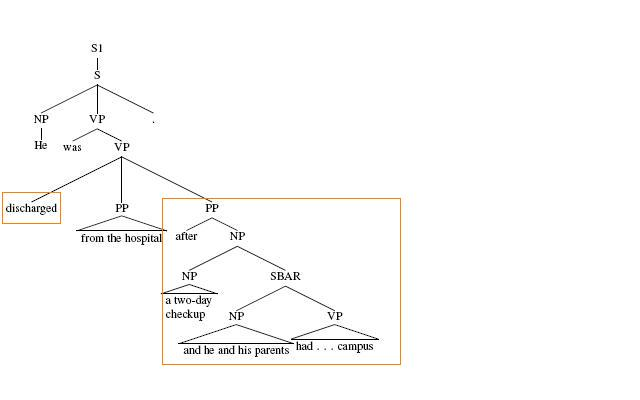 S1
S
NP VP .
He was VP
discharged PP PP
from the hospital after NP
NP SBAR
a two-day
checkup NP VP
and he and his parents had . . . campus